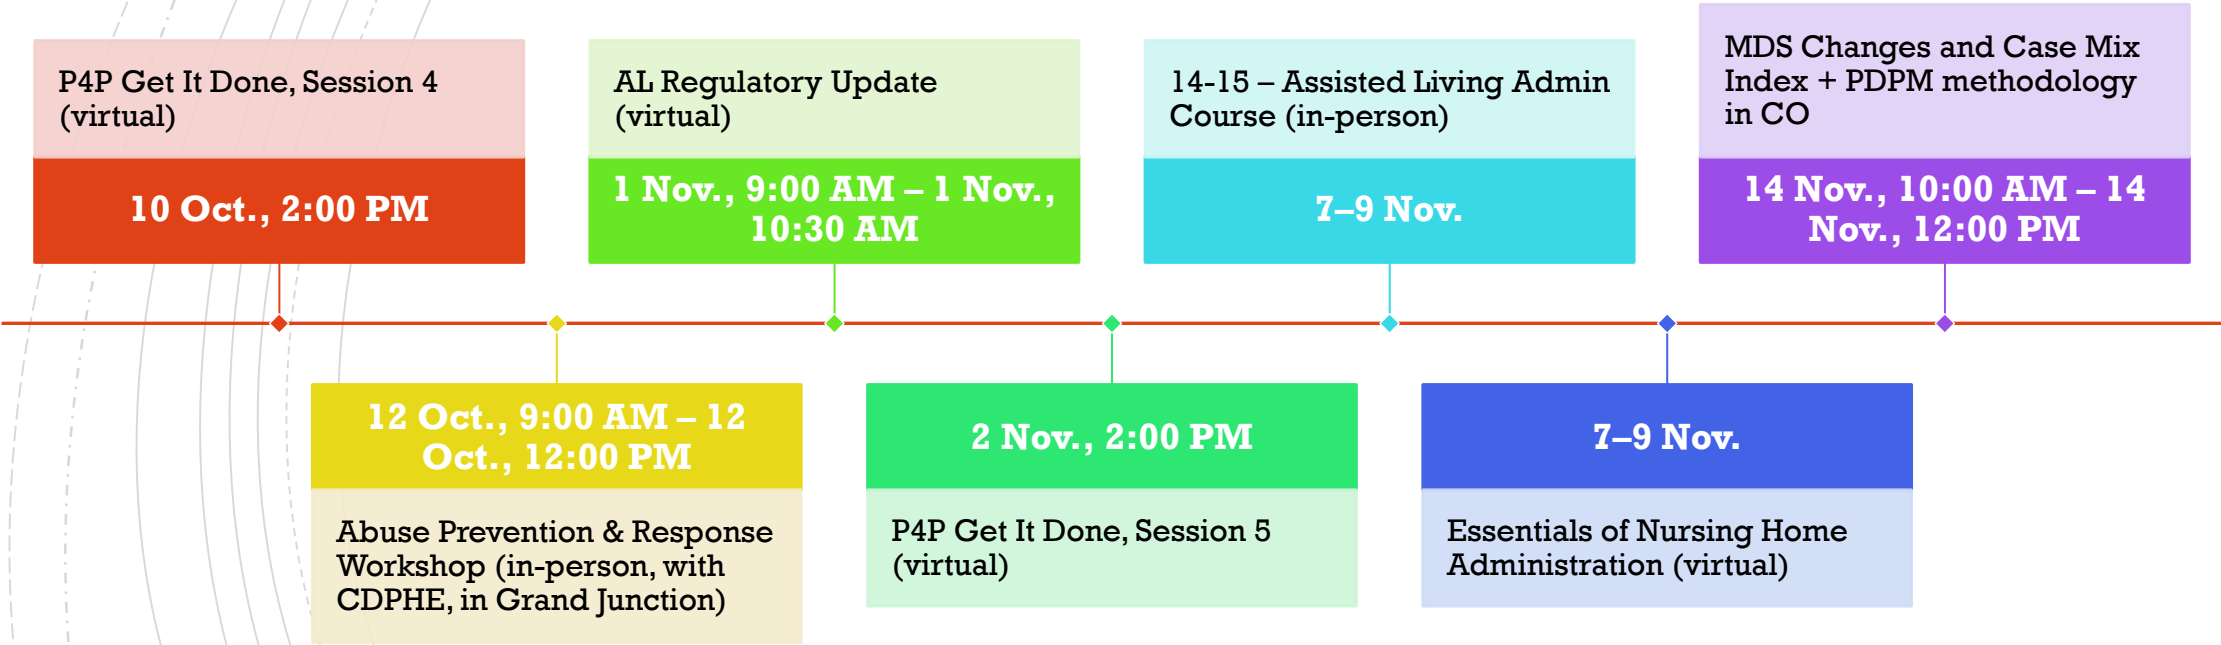 P4P Get It Done, Session 4
(virtual)
10 Oct., 2:00 PM
12 Oct., 9:00 AM – 12
Oct., 12:00 PM
Abuse Prevention & Response
Workshop (in-person, with
CDPHE, in Grand Junction)
AL Regulatory Update
(virtual)
1 Nov., 9:00 AM – 1 Nov.,
10:30 AM
2 Nov., 2:00 PM
P4P Get It Done, Session 5
(virtual)
14-15 – Assisted Living Admin
Course (in-person)
7–9 Nov.
7–9 Nov.
Essentials of Nursing Home
Administration (virtual)
MDS Changes and Case Mix
Index + PDPM methodology
in CO
14 Nov., 10:00 AM – 14
Nov., 12:00 PM